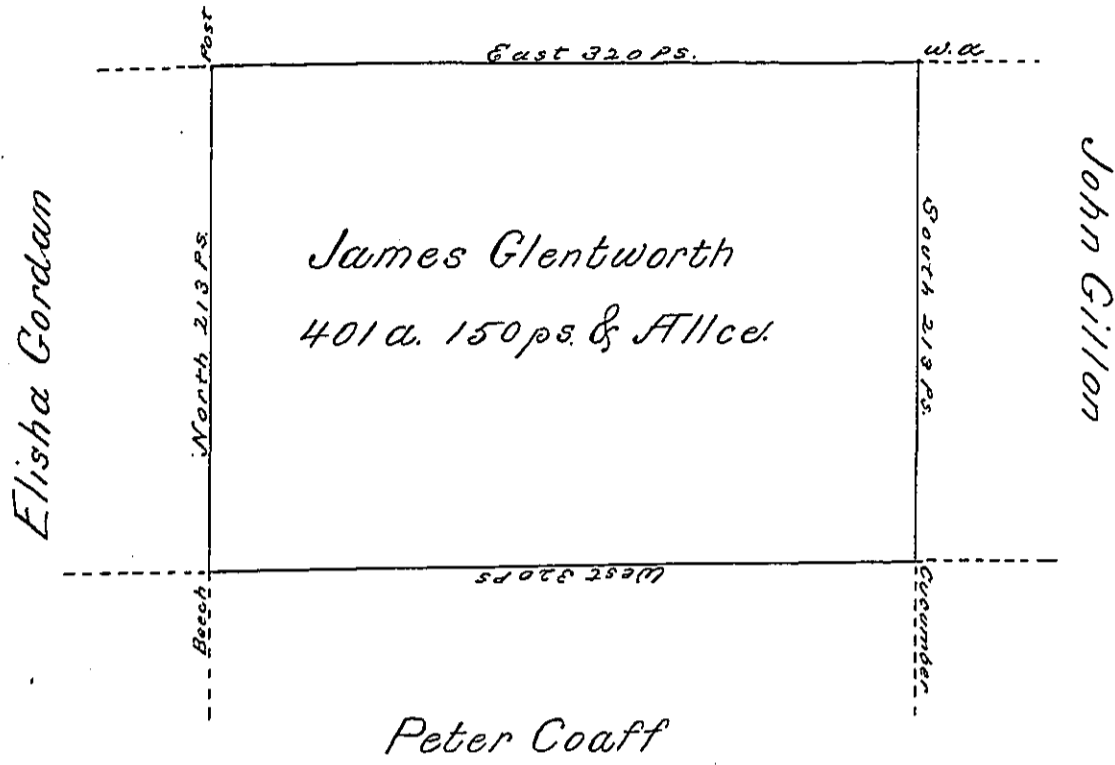 Post
East 320 Ps.
W.a
Elisha Gordan
North 213 Ps.
James Glentworth
401 a. 150 ps. & Allce.
South 213 Ps.
John Gillon
West 320 Ps
Beech
Cucumber
Peter Coaff